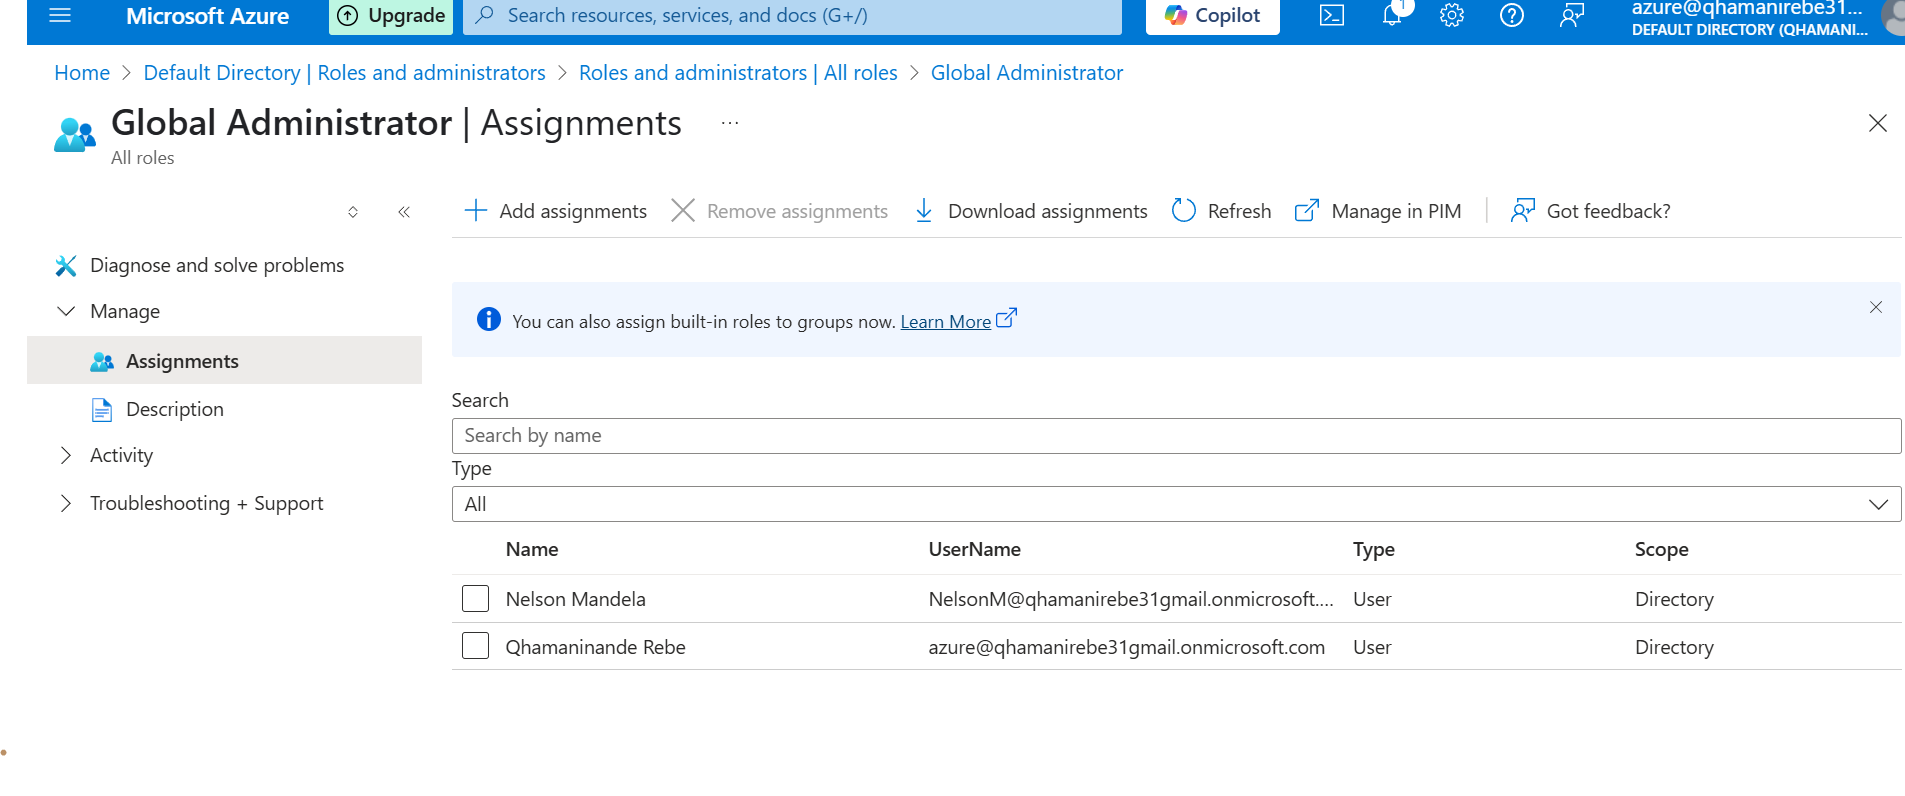 Microsoft Azure
Upgrade
Search resources, services, and docs (G+/)
Copilot
1
azure@qhamanirebe31...
DEFAULT DIRECTORY (QHAMANI...
Home > Default Directory | Roles and administrators > Roles and administrators | All roles > Global Administrator
Global Administrator | Assignments ...
All roles
Add assignments
Remove assignments
Download assignments
Refresh
Manage in PIM
Got feedback?
Diagnose and solve problems
Manage
Assignments
Description
Activity
Troubleshooting + Support
You can also assign built-in roles to groups now. Learn More
Search
Search by name
Type
All
Name UserName Type Scope
Nelson Mandela NelsonM@qhamanirebe31gmail.onmicrosoft.... User Directory
Qhamaninande Rebe azure@qhamanirebe31gmail.onmicrosoft.com User Directory